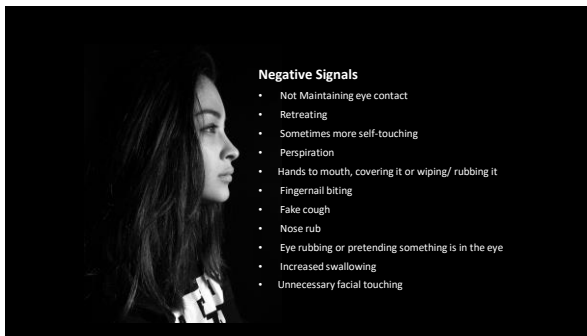 Negative Signals
• Not Maintaining eye contact
• Retreating
• Sometimes more self-touching
• Perspiration
• Hands to mouth, covering it or wiping/ rubbing it
• Fingernail biting
• Fake cough
• Nose rub
• Eye rubbing or pretending something is in the eye
• Increased swallowing
• Unnecessary facial touching